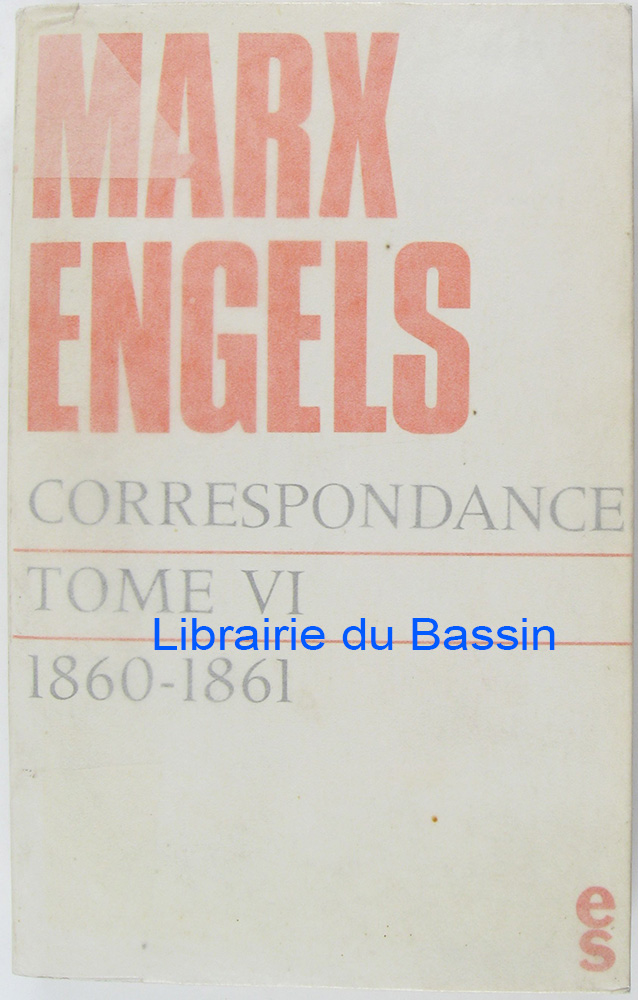 MARX
ENGELS
CORRESPONDANCE
TOME VI
Librairie du Bassin
1860-1861
es